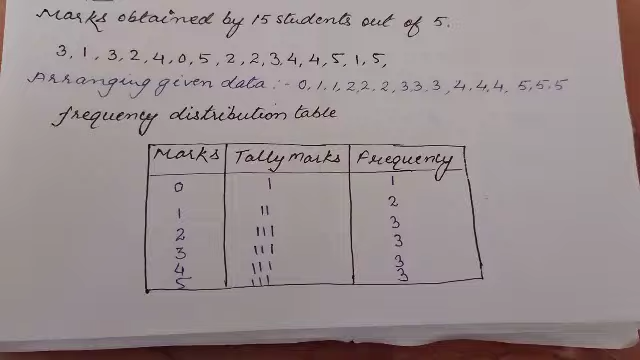 Marks obtained by 15 students out of 5.
3, 1, 3, 2, 4, 0, 5, 2, 2, 3, 4, 4, 5, 1, 5,
Arranging given data :- 0, 1, 1, 2, 2, 2, 3 3 3, 4, 4, 4, 5, 5, 5
frequency distribution table
Marks Tally marks Frequency
0 | 1
1 || 2
2 ||| 3
3 ||| 3
4 ||| 3
5 ||| 3